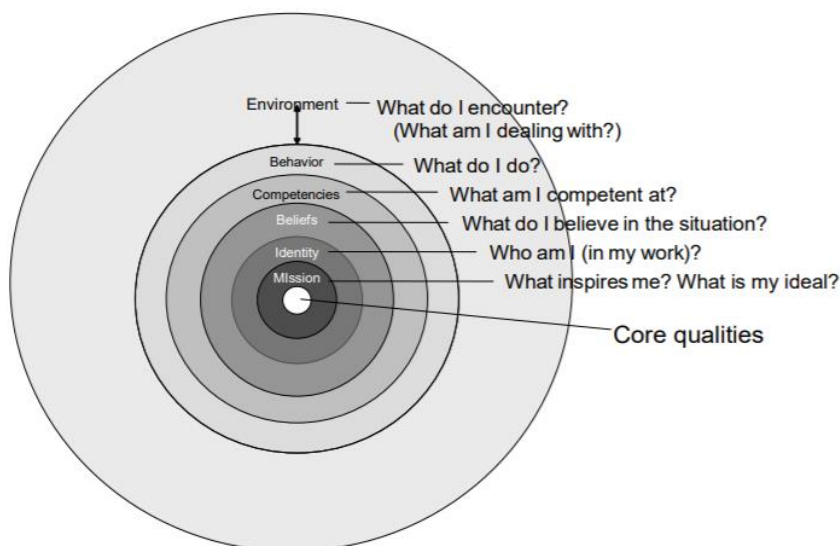 Environment What do I encounter?
(What am I dealing with?)
Behavior What do I do?
Competencies What am I competent at?
Beliefs What do I believe in the situation?
Identity Who am I (in my work)?
MIssion What inspires me? What is my ideal?
Core qualities